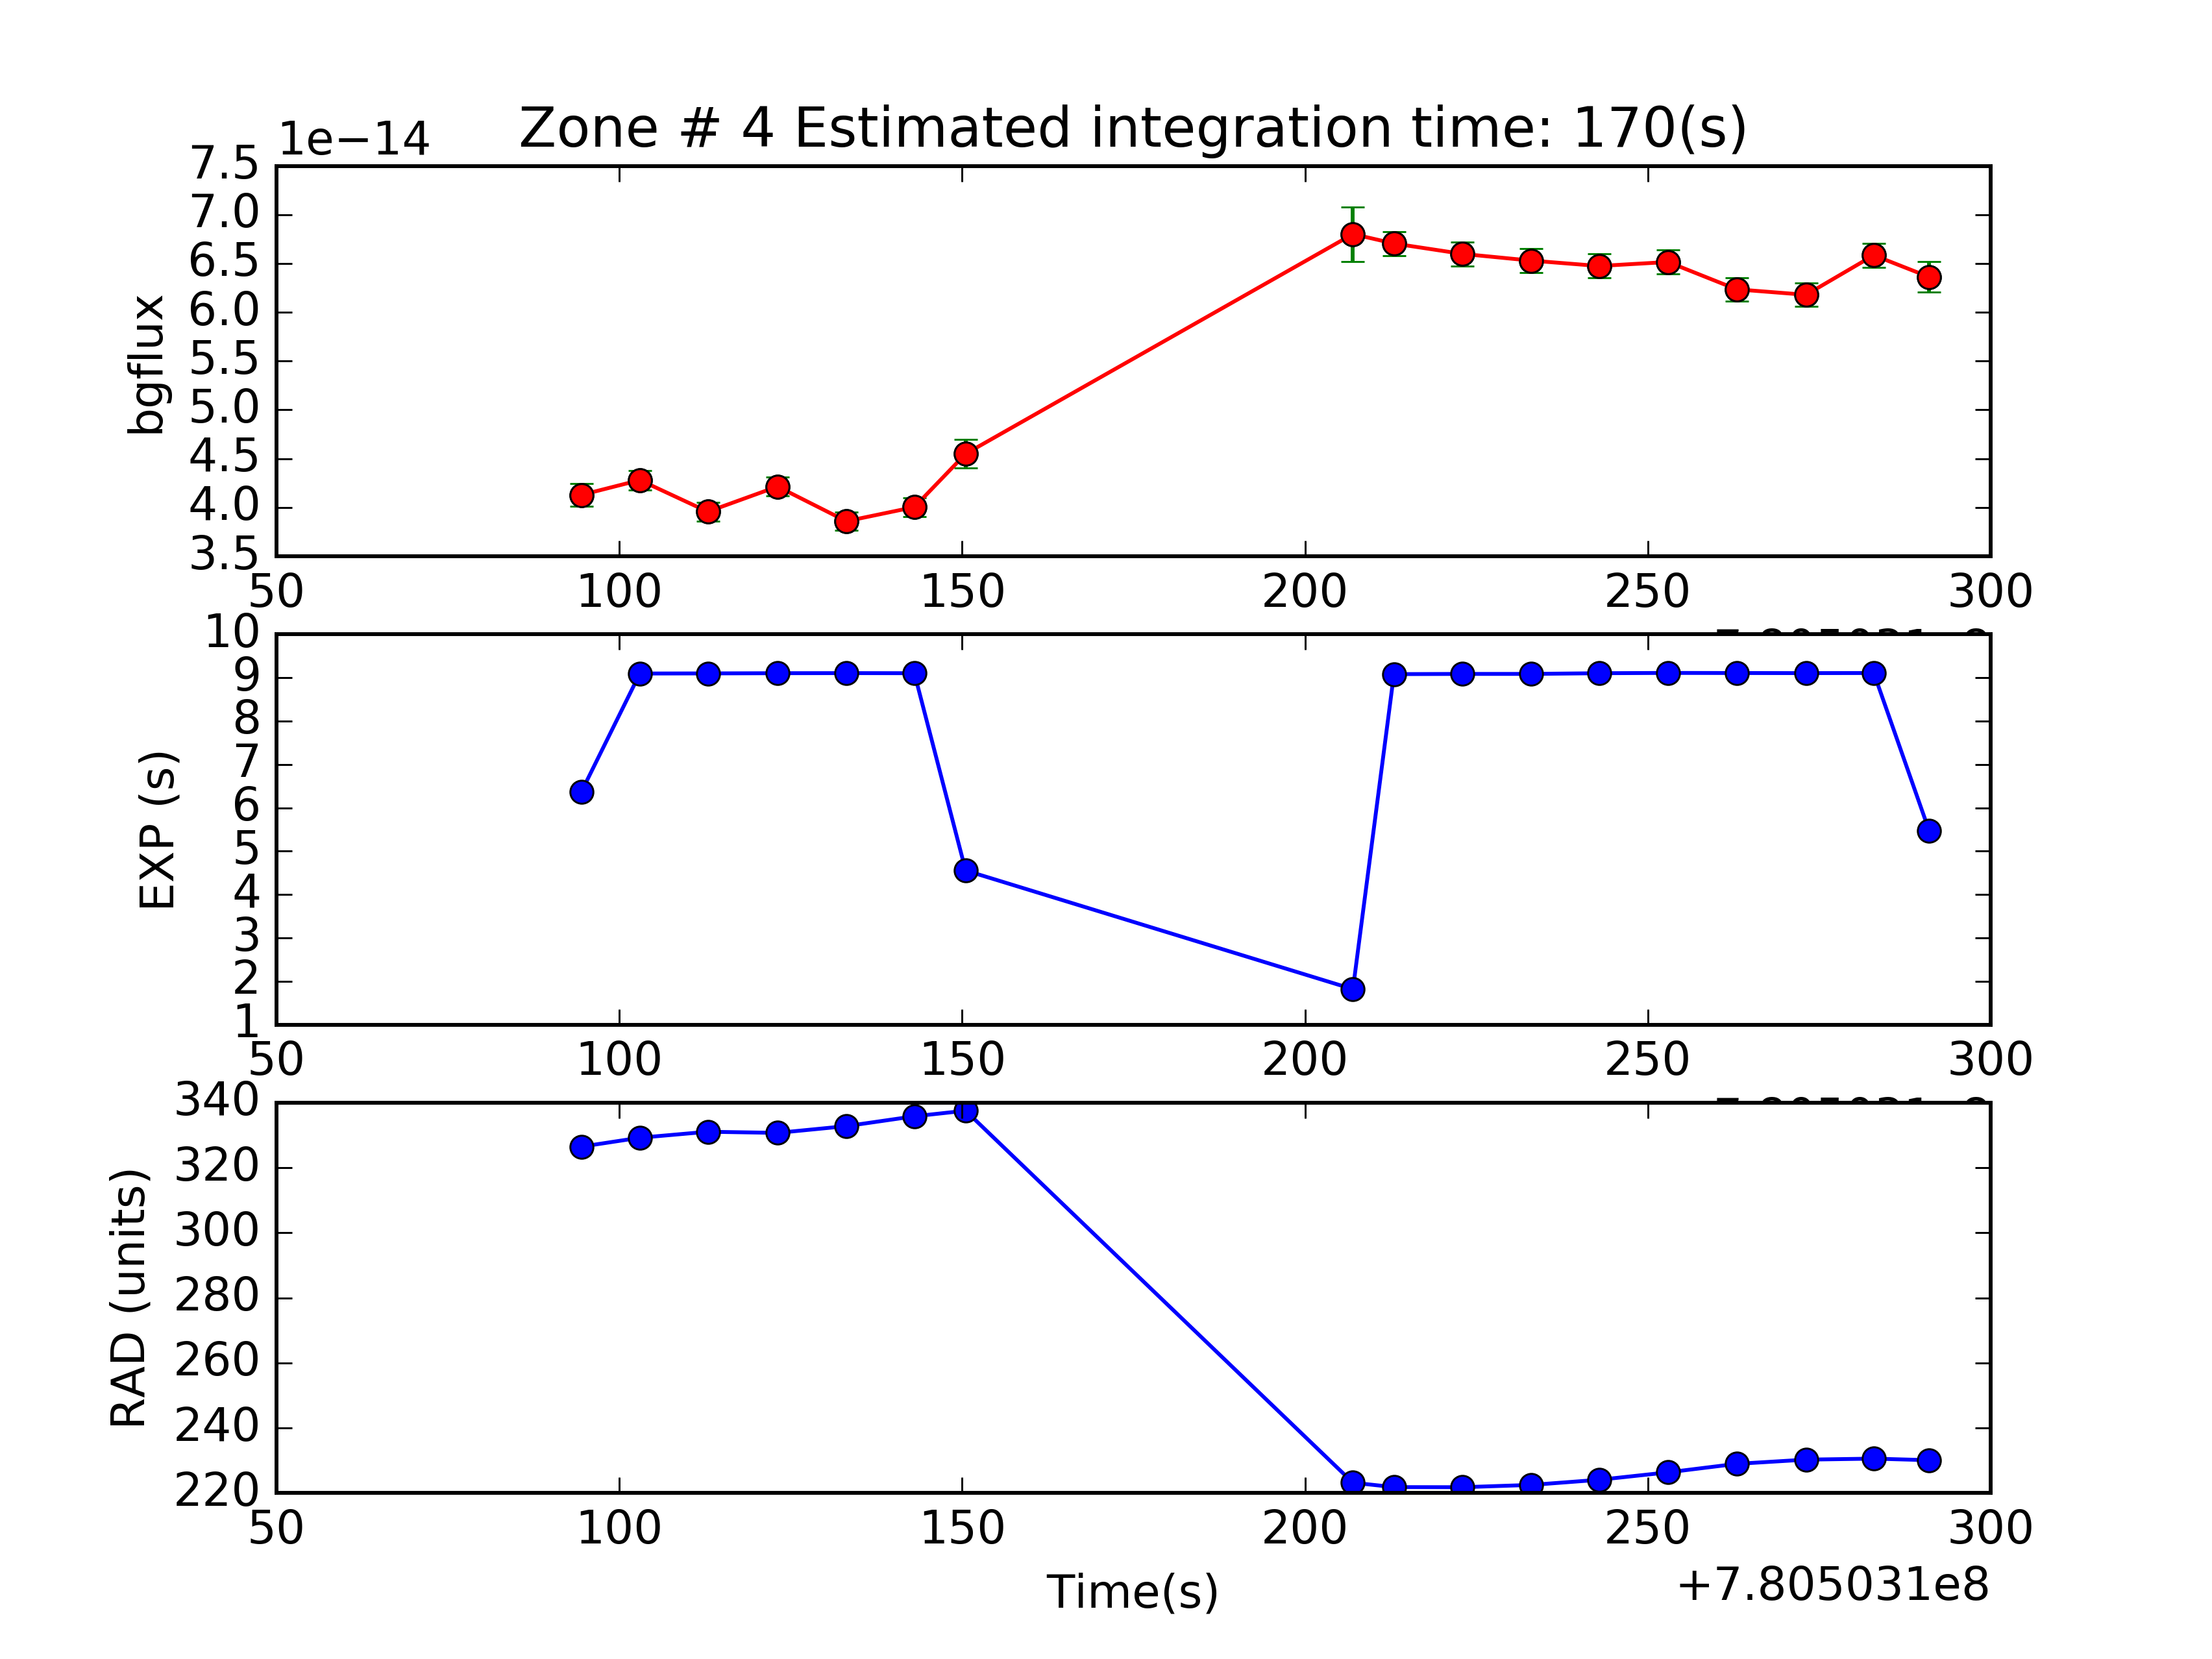 1e−14
Zone # 4 Estimated integration time: 170(s)
7.5
7.0
6.5
6.0
5.5
5.0
4.5
4.0
3.5
bgflux
50 100 150 200 250 300
10
9
8
7
6
5
4
3
2
1
EXP (s)
50 100 150 200 250 300
340
320
300
280
260
240
220
RAD (units)
50 100 150 200 250 300
Time(s)
+7.805031e8